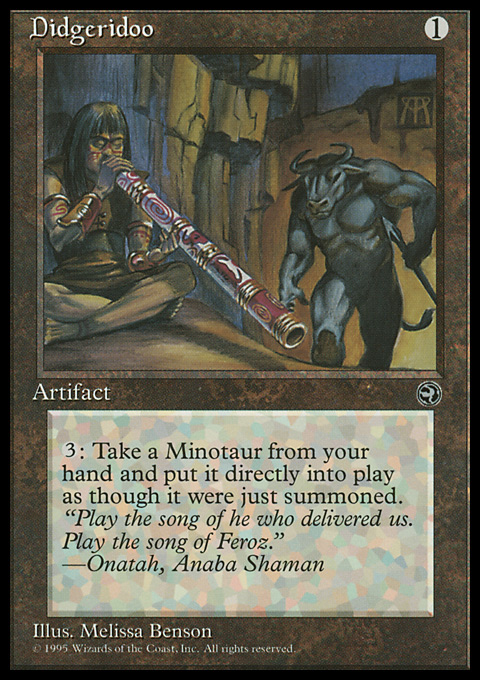 Didgeridoo 1
Artifact
3: Take a Minotaur from your
hand and put it directly into play
as though it were just summoned.
“Play the song of he who delivered us.
Play the song of Feroz.”
—Onatah, Anaba Shaman
Illus. Melissa Benson
© 1995 Wizards of the Coast, Inc. All rights reserved.